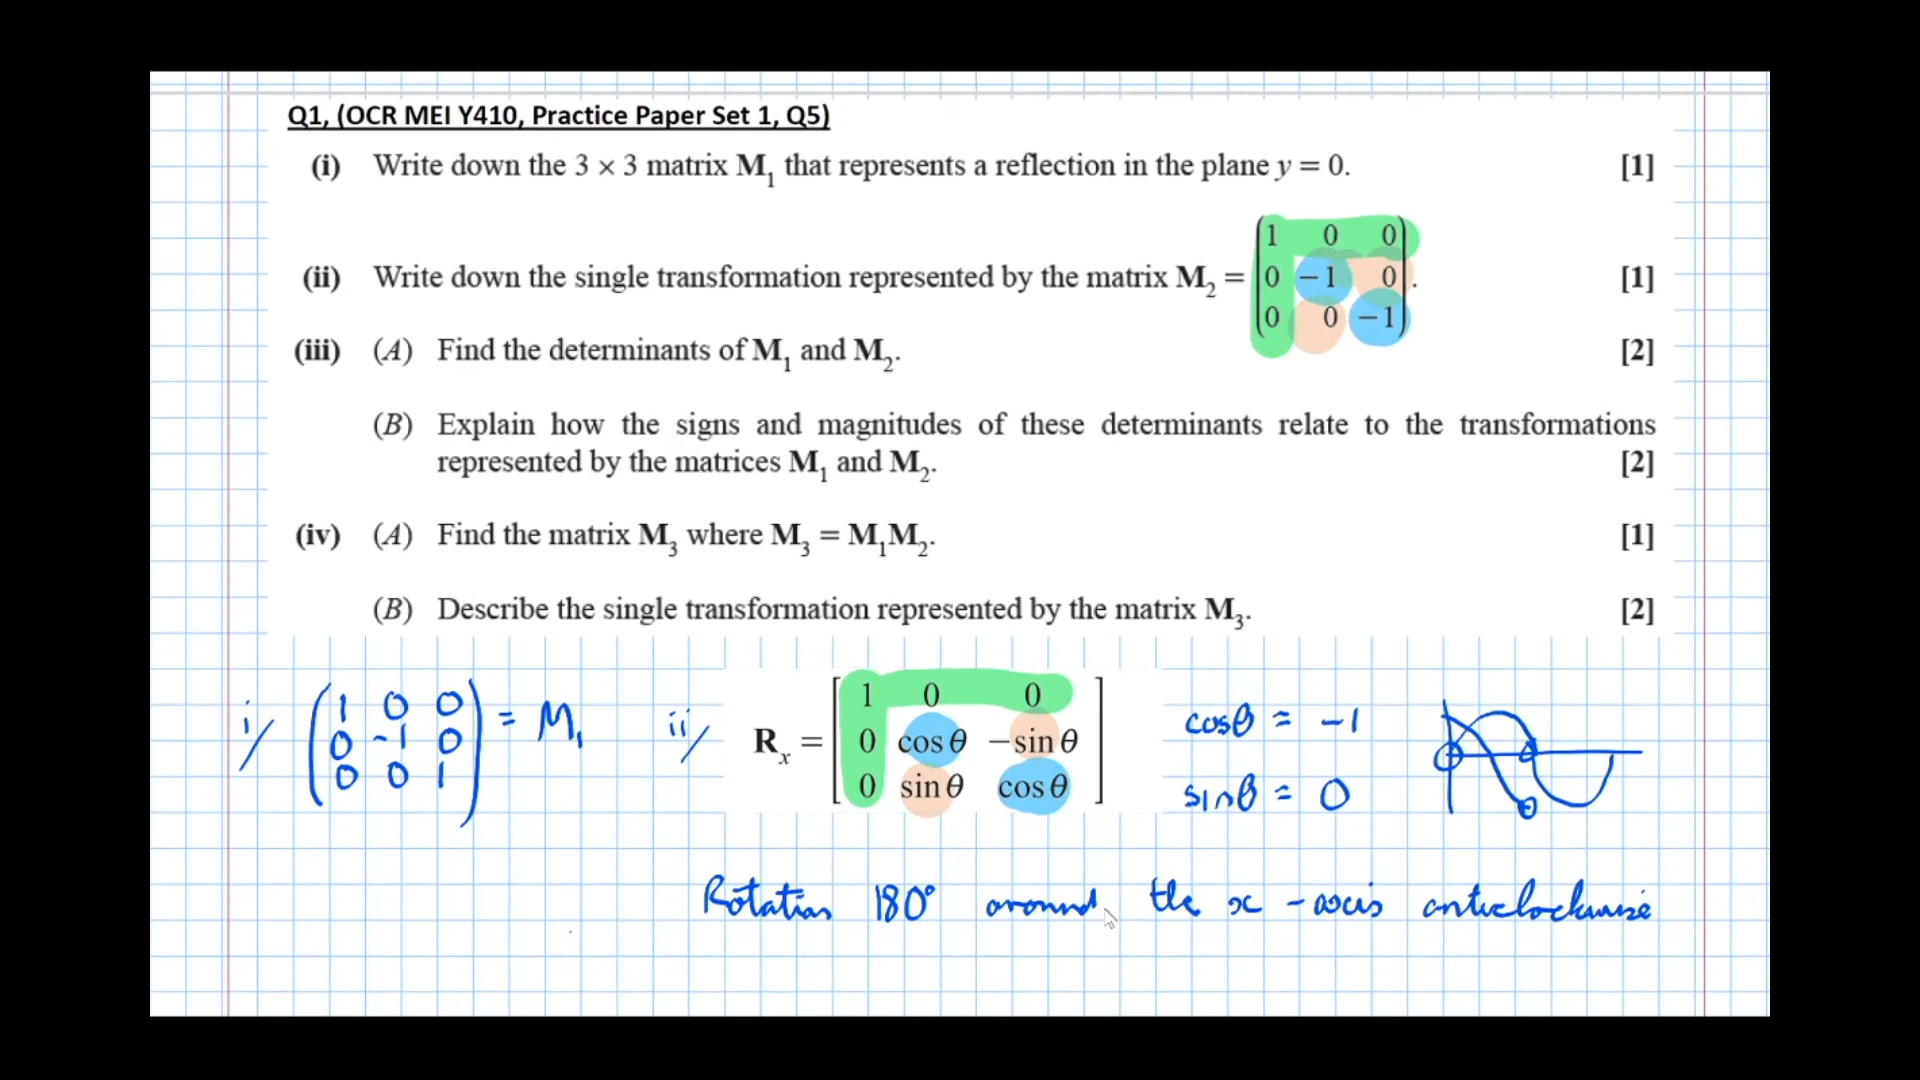 Q1, (OCR MEI Y410, Practice Paper Set 1, Q5)
(i) Write down the 3 × 3 matrix M₁ that represents a reflection in the plane y = 0. [1]
1 0 0
(ii) Write down the single transformation represented by the matrix M₂ = 0 −1 0 . [1]
0 0 −1
(iii) (A) Find the determinants of M₁ and M₂. [2]
(B) Explain how the signs and magnitudes of these determinants relate to the transformations
represented by the matrices M₁ and M₂. [2]
(iv) (A) Find the matrix M₃ where M₃ = M₁M₂. [1]
(B) Describe the single transformation represented by the matrix M₃. [2]
i/ 1 0 0
0 -1 0 = M₁
0 0 1
ii/ 1 0 0
Rₓ = 0 cos θ −sin θ
0 sin θ cos θ
cosθ = -1
sinθ = 0
Rotation 180° around the x-axis anticlockwise